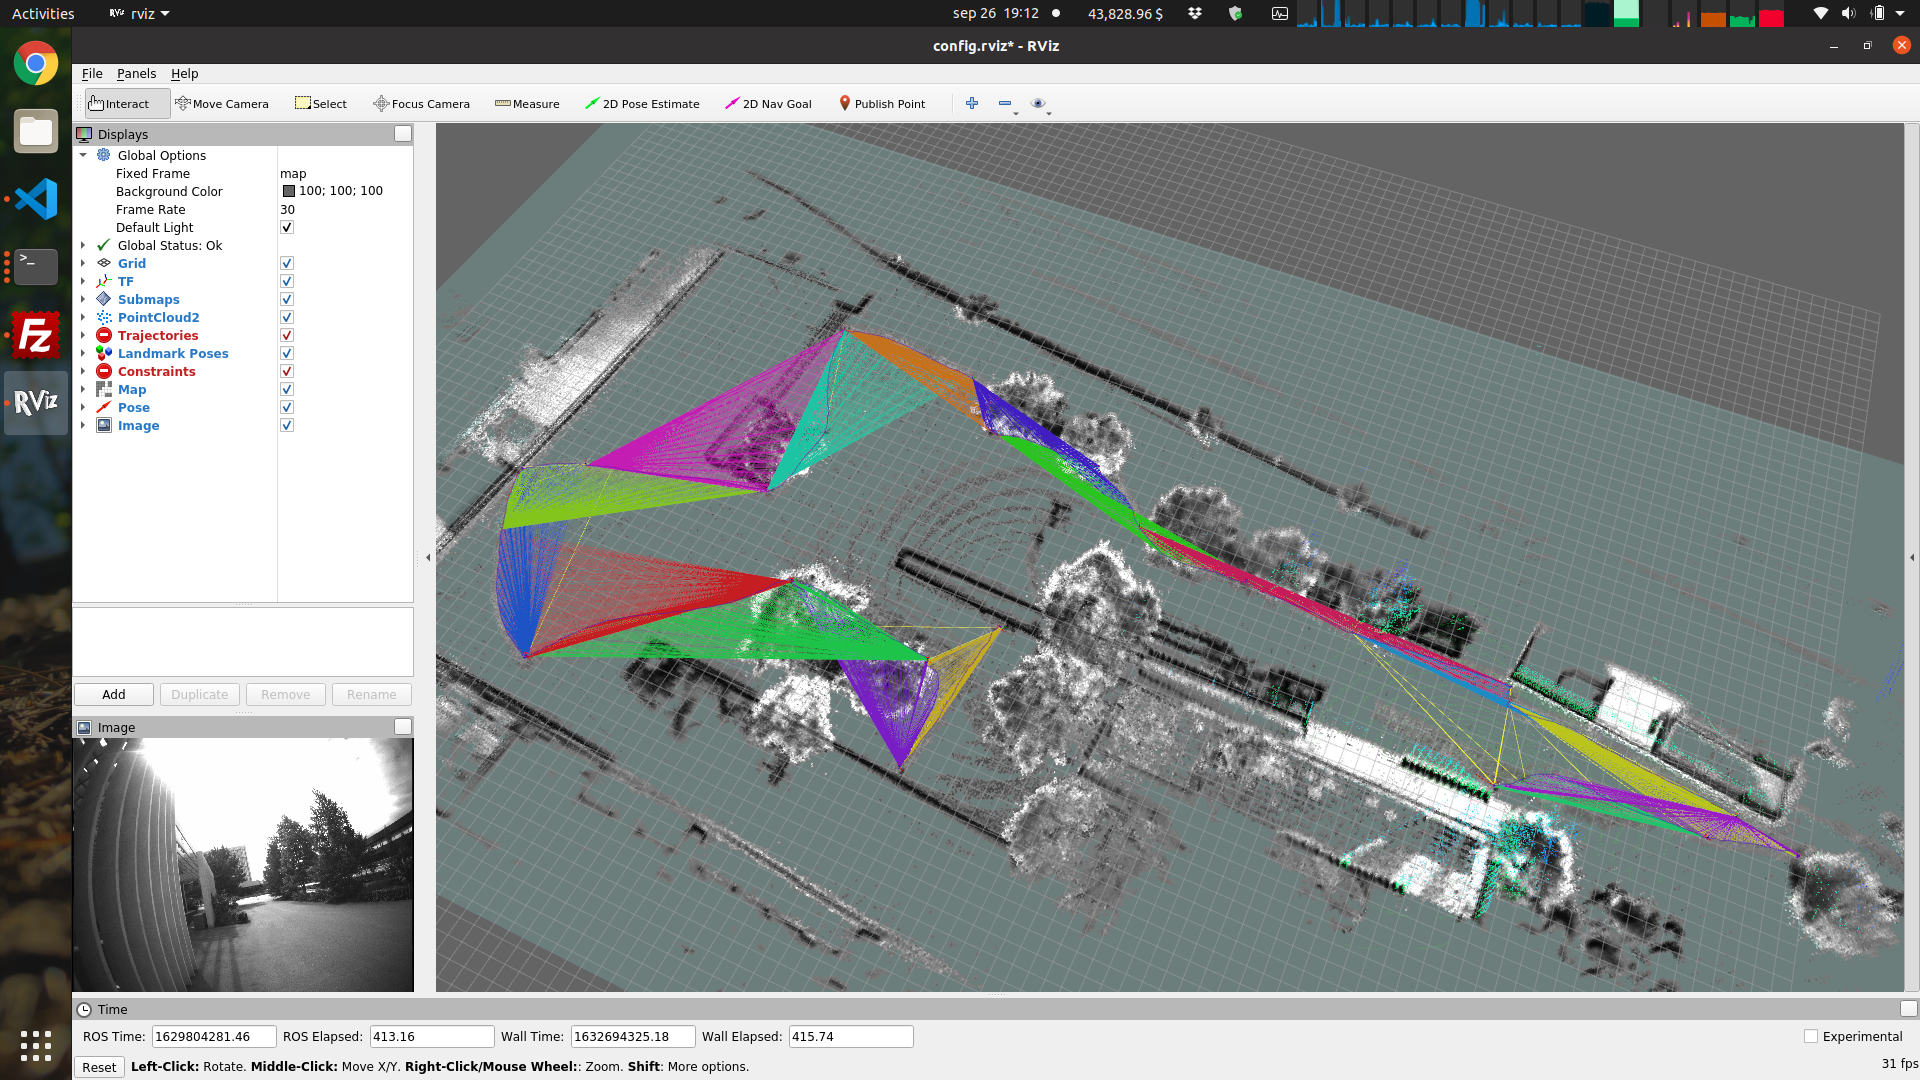 Activities RViz rviz sep 26 19:12 43,828.96 $
config.rviz* - RViz
File Panels Help
Interact Move Camera Select Focus Camera Measure 2D Pose Estimate 2D Nav Goal Publish Point
Displays
Global Options
Fixed Frame map
Background Color 100; 100; 100
Frame Rate 30
Default Light
Global Status: Ok
Grid
TF
Submaps
PointCloud2
Trajectories
Landmark Poses
Constraints
Map
Pose
Image
>_
Fz
RViz
Add Duplicate Remove Rename
Image
Time
ROS Time: 1629804281.46 ROS Elapsed: 413.16 Wall Time: 1632694325.18 Wall Elapsed: 415.74 Experimental
Reset Left-Click: Rotate. Middle-Click: Move X/Y. Right-Click/Mouse Wheel:: Zoom. Shift: More options. 31 fps